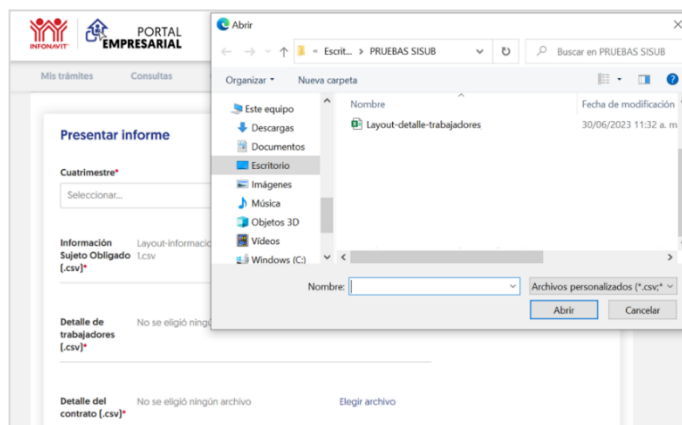 INFONAVIT
PORTAL
EMPRESARIAL
Mis trámites Consultas
Presentar informe
Cuatrimestre*
Seleccionar...
Información
Sujeto Obligado
[.csv]*
Layout-informacio
1.csv
Detalle de
trabajadores
[.csv]*
No se eligió ning
Detalle del
contrato [.csv]*
No se eligió ningún archivo
Elegir archivo
Abrir
« Escrit... > PRUEBAS SISUB
Buscar en PRUEBAS SISUB
Organizar
Nueva carpeta
Este equipo
Descargas
Documentos
Escritorio
Imágenes
Música
Objetos 3D
Vídeos
Windows (C:)
Nombre
Fecha de modificación
Layout-detalle-trabajadores
30/06/2023 11:32 a. m
Nombre:
Archivos personalizados (*.csv;*
Abrir
Cancelar